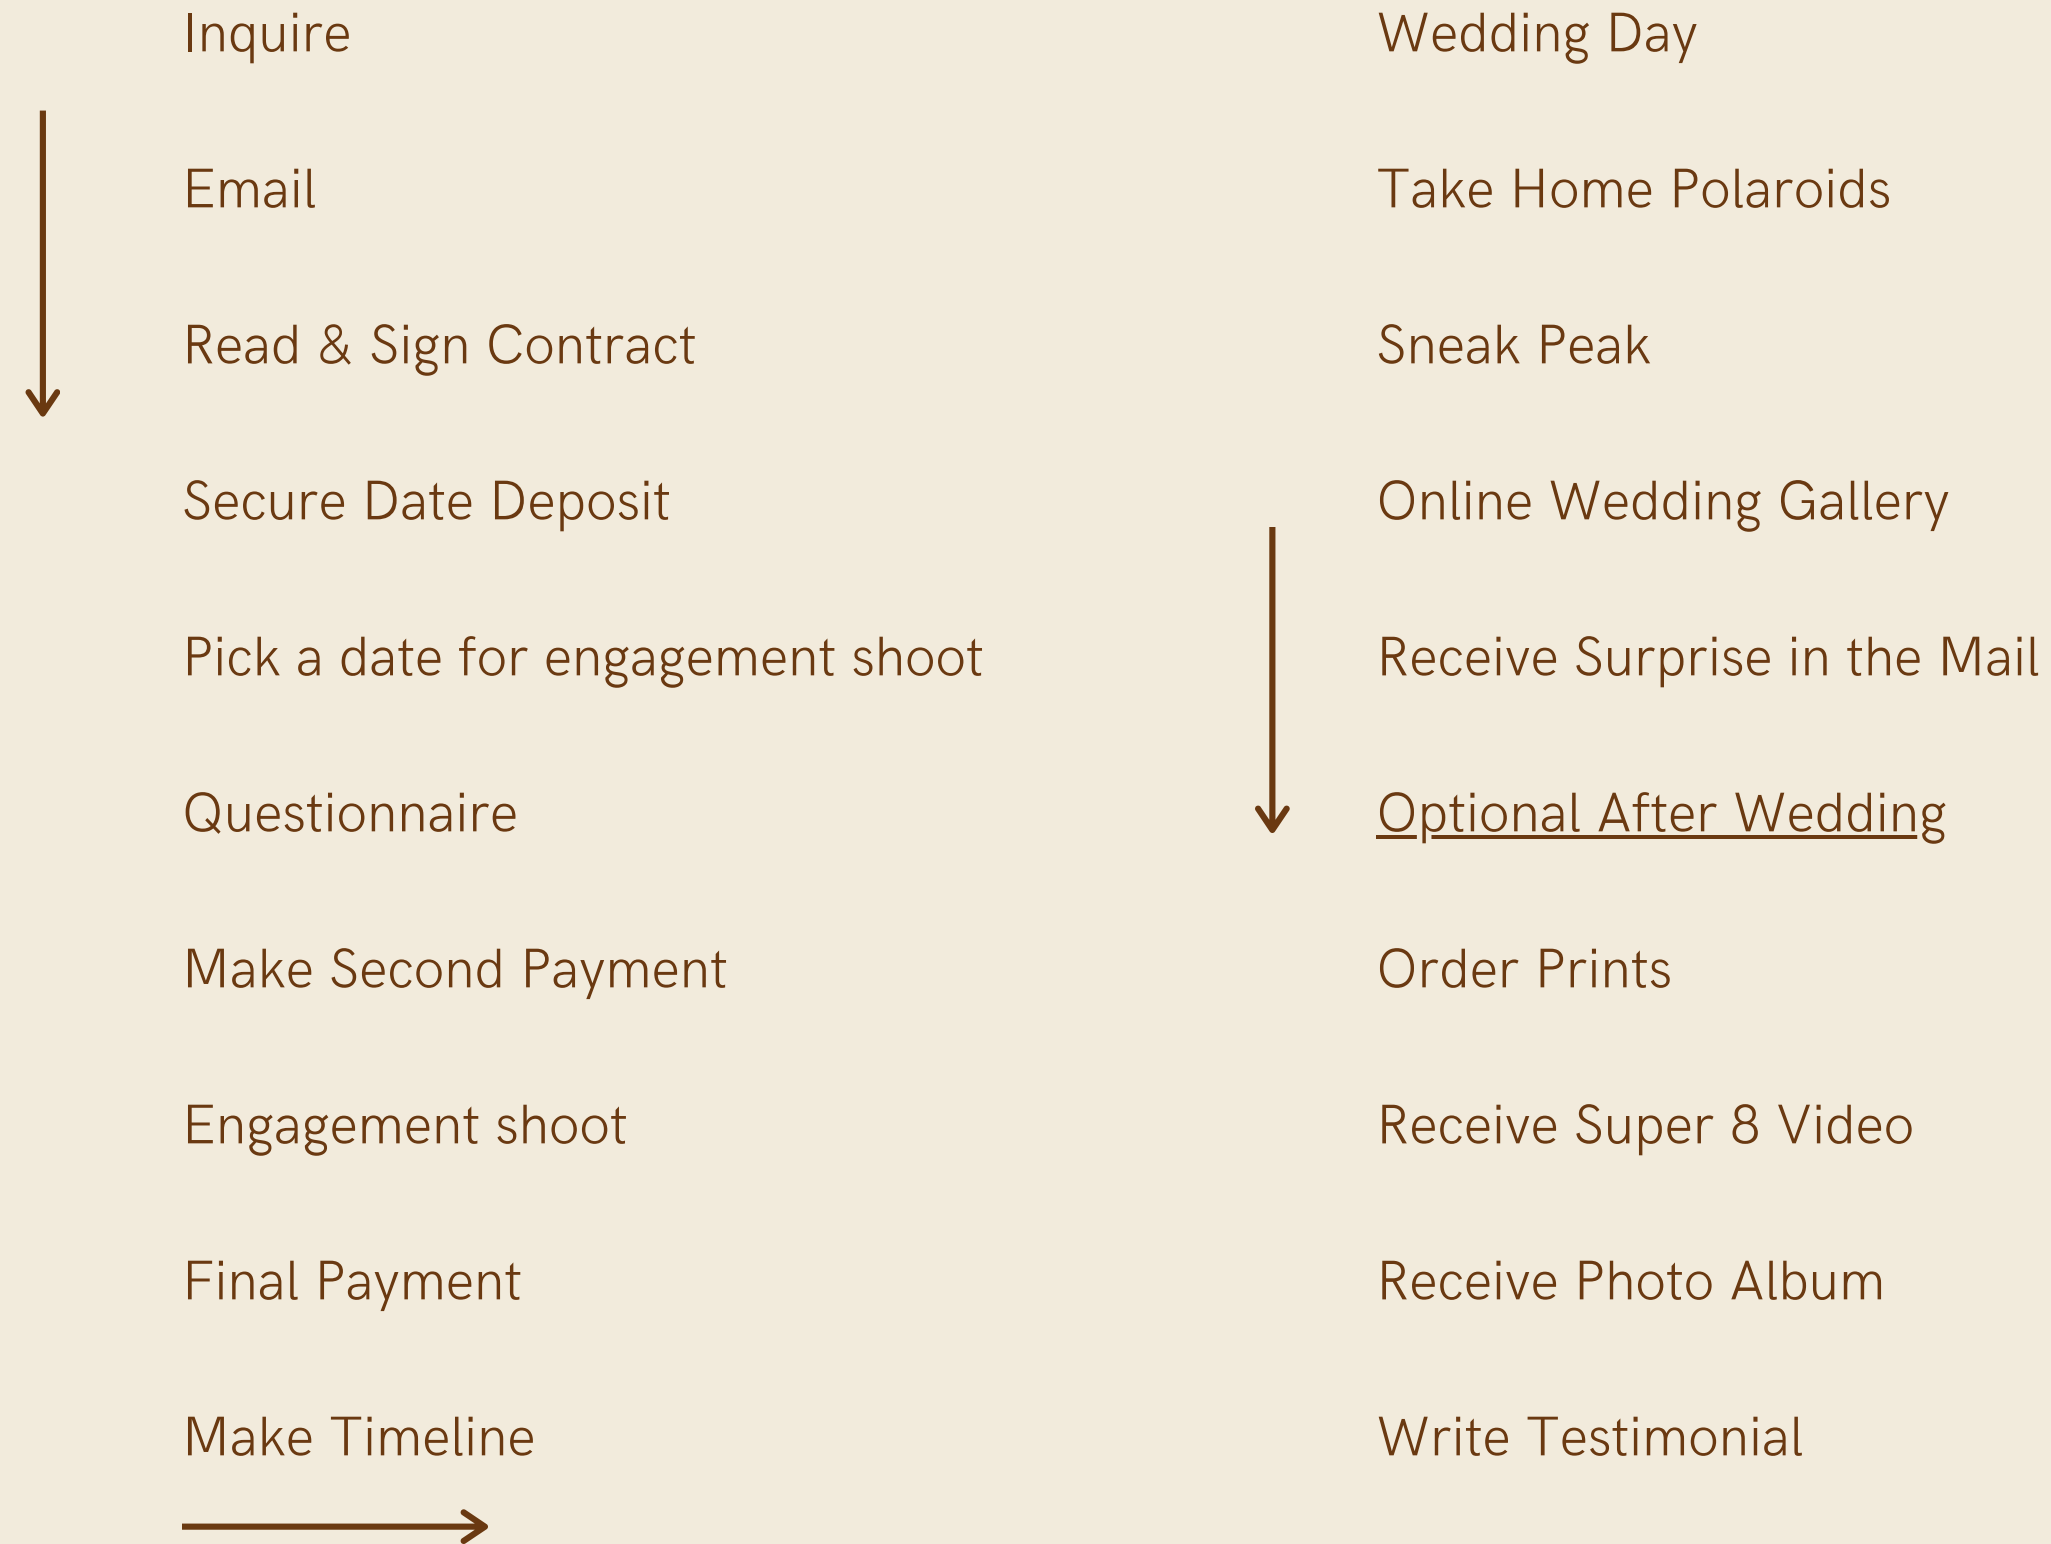 Inquire
Email
Read & Sign Contract
Secure Date Deposit
Pick a date for engagement shoot
Questionnaire
Make Second Payment
Engagement shoot
Final Payment
Make Timeline
Wedding Day
Take Home Polaroids
Sneak Peak
Online Wedding Gallery
Receive Surprise in the Mail
Optional After Wedding
Order Prints
Receive Super 8 Video
Receive Photo Album
Write Testimonial